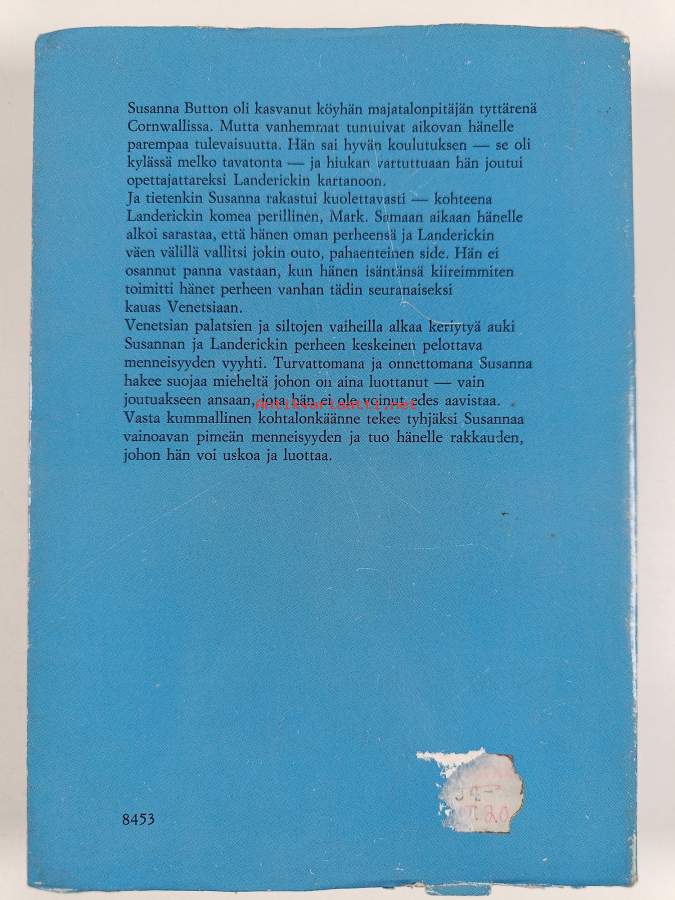 Susanna Button oli kasvanut köyhän majatalonpitäjän tyttärenä
Cornwallissa. Mutta vanhemmat tuntuivat aikovan hänelle
parempaa tulevaisuutta. Hän sai hyvän koulutuksen — se oli
kylässä melko tavatonta — ja hiukan vartuttuaan hän joutui
opettajattareksi Landerickin kartanoon.
Ja tietenkin Susanna rakastui kuolettavasti — kohteena
Landerickin komea perillinen, Mark. Samaan aikaan hänelle
alkoi sarastaa, että hänen oman perheensä ja Landerickin
väen välillä vallitsi jokin outo, pahaenteinen side. Hän ei
osannut panna vastaan, kun hänen isäntänsä kiireimmiten
toimitti hänet perheen vanhan tädin seuranaiseksi
kauas Venetsiaan.
Venetsian palatsien ja siltojen vaiheilla alkaa keriytyä auki
Susannan ja Landerickin perheen keskeinen pelottava
menneisyyden vyyhti. Turvattomana ja onnettomana Susanna
hakee suojaa mieheltä johon on aina luottanut — vain
joutuakseen ansaan, jota hän ei ole voinut edes aavistaa.
antikvariaatti.net
Vasta kummallinen kohtalonkäänne tekee tyhjäksi Susannaa
vainoavan pimeän menneisyyden ja tuo hänelle rakkauden,
johon hän voi uskoa ja luottaa.
8453